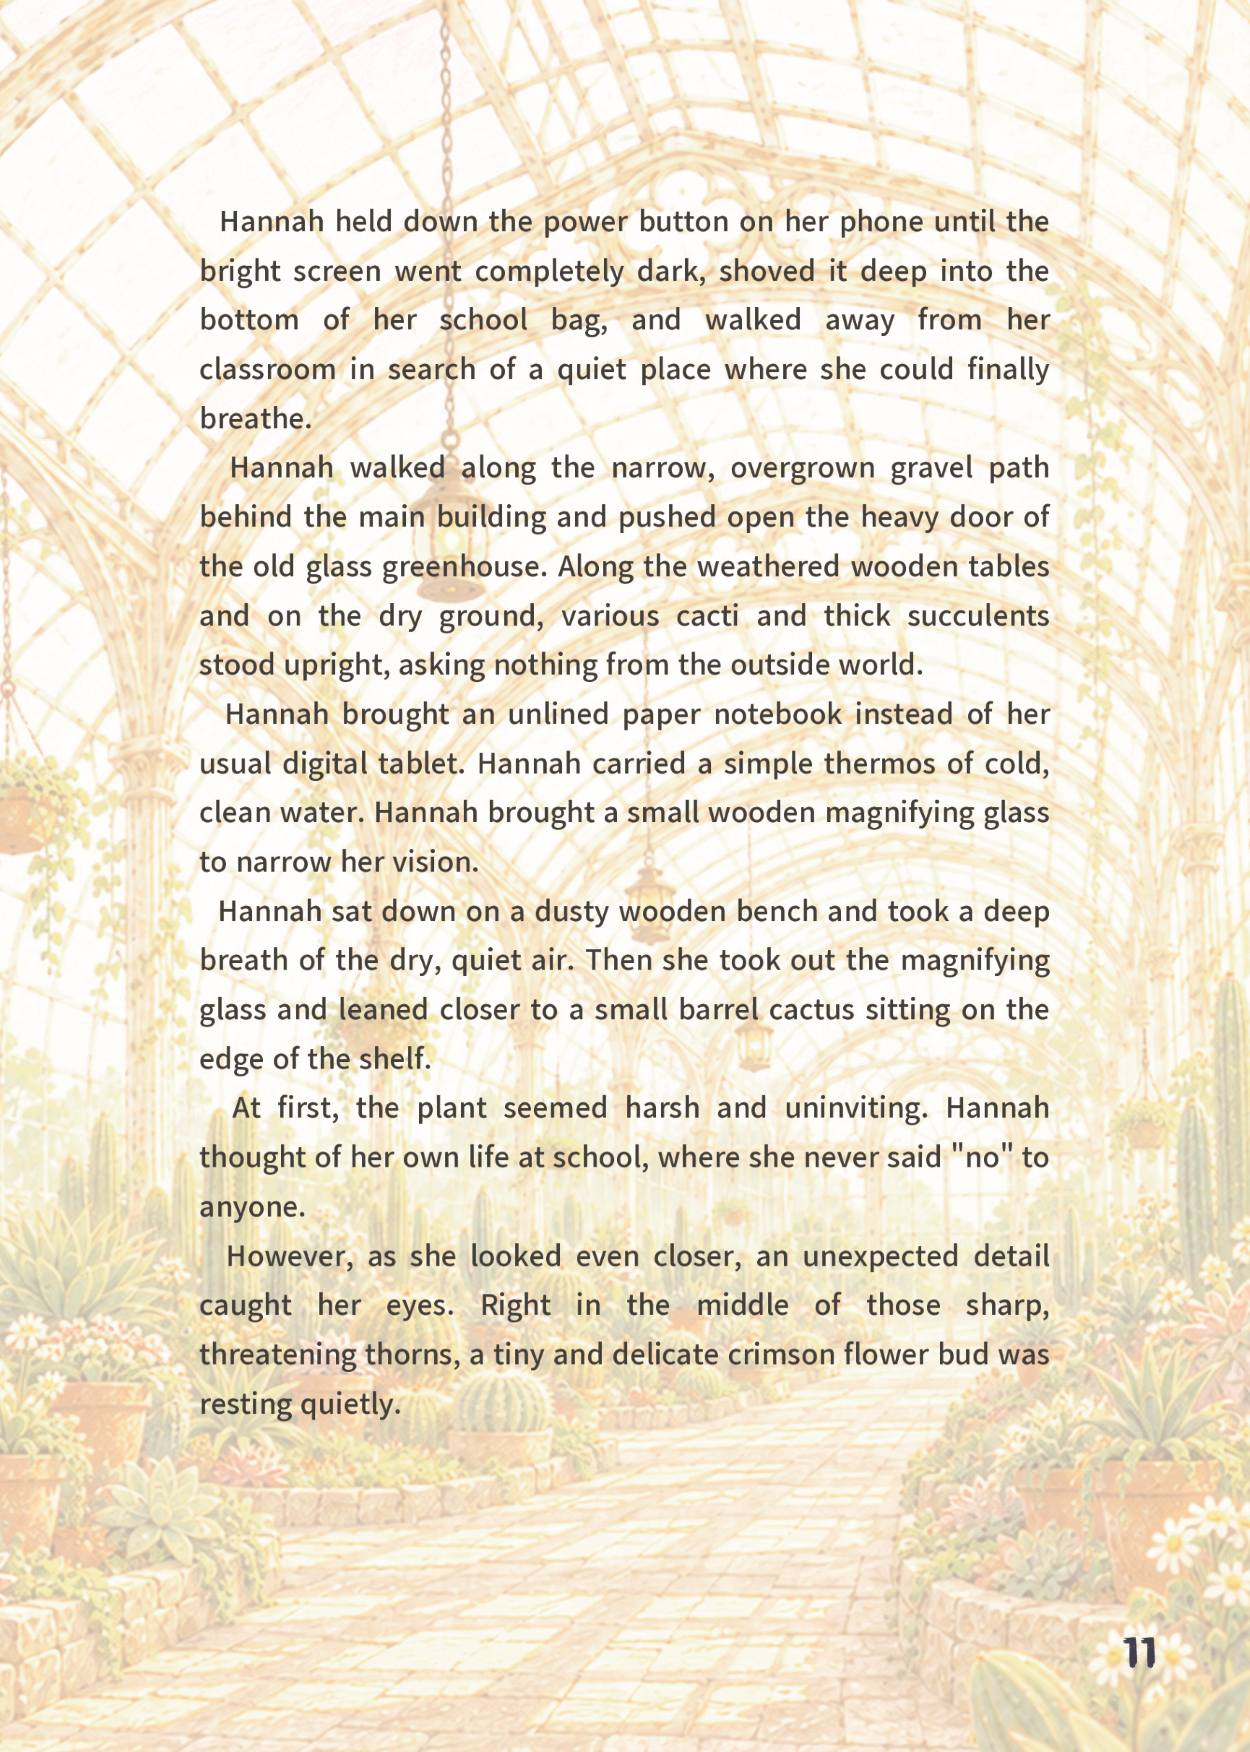 Hannah held down the power button on her phone until the
bright screen went completely dark, shoved it deep into the
bottom of her school bag, and walked away from her
classroom in search of a quiet place where she could finally
breathe.
Hannah walked along the narrow, overgrown gravel path
behind the main building and pushed open the heavy door of
the old glass greenhouse. Along the weathered wooden tables
and on the dry ground, various cacti and thick succulents
stood upright, asking nothing from the outside world.
Hannah brought an unlined paper notebook instead of her
usual digital tablet. Hannah carried a simple thermos of cold,
clean water. Hannah brought a small wooden magnifying glass
to narrow her vision.
Hannah sat down on a dusty wooden bench and took a deep
breath of the dry, quiet air. Then she took out the magnifying
glass and leaned closer to a small barrel cactus sitting on the
edge of the shelf.
At first, the plant seemed harsh and uninviting. Hannah
thought of her own life at school, where she never said "no" to
anyone.
However, as she looked even closer, an unexpected detail
caught her eyes. Right in the middle of those sharp,
threatening thorns, a tiny and delicate crimson flower bud was
resting quietly.
11